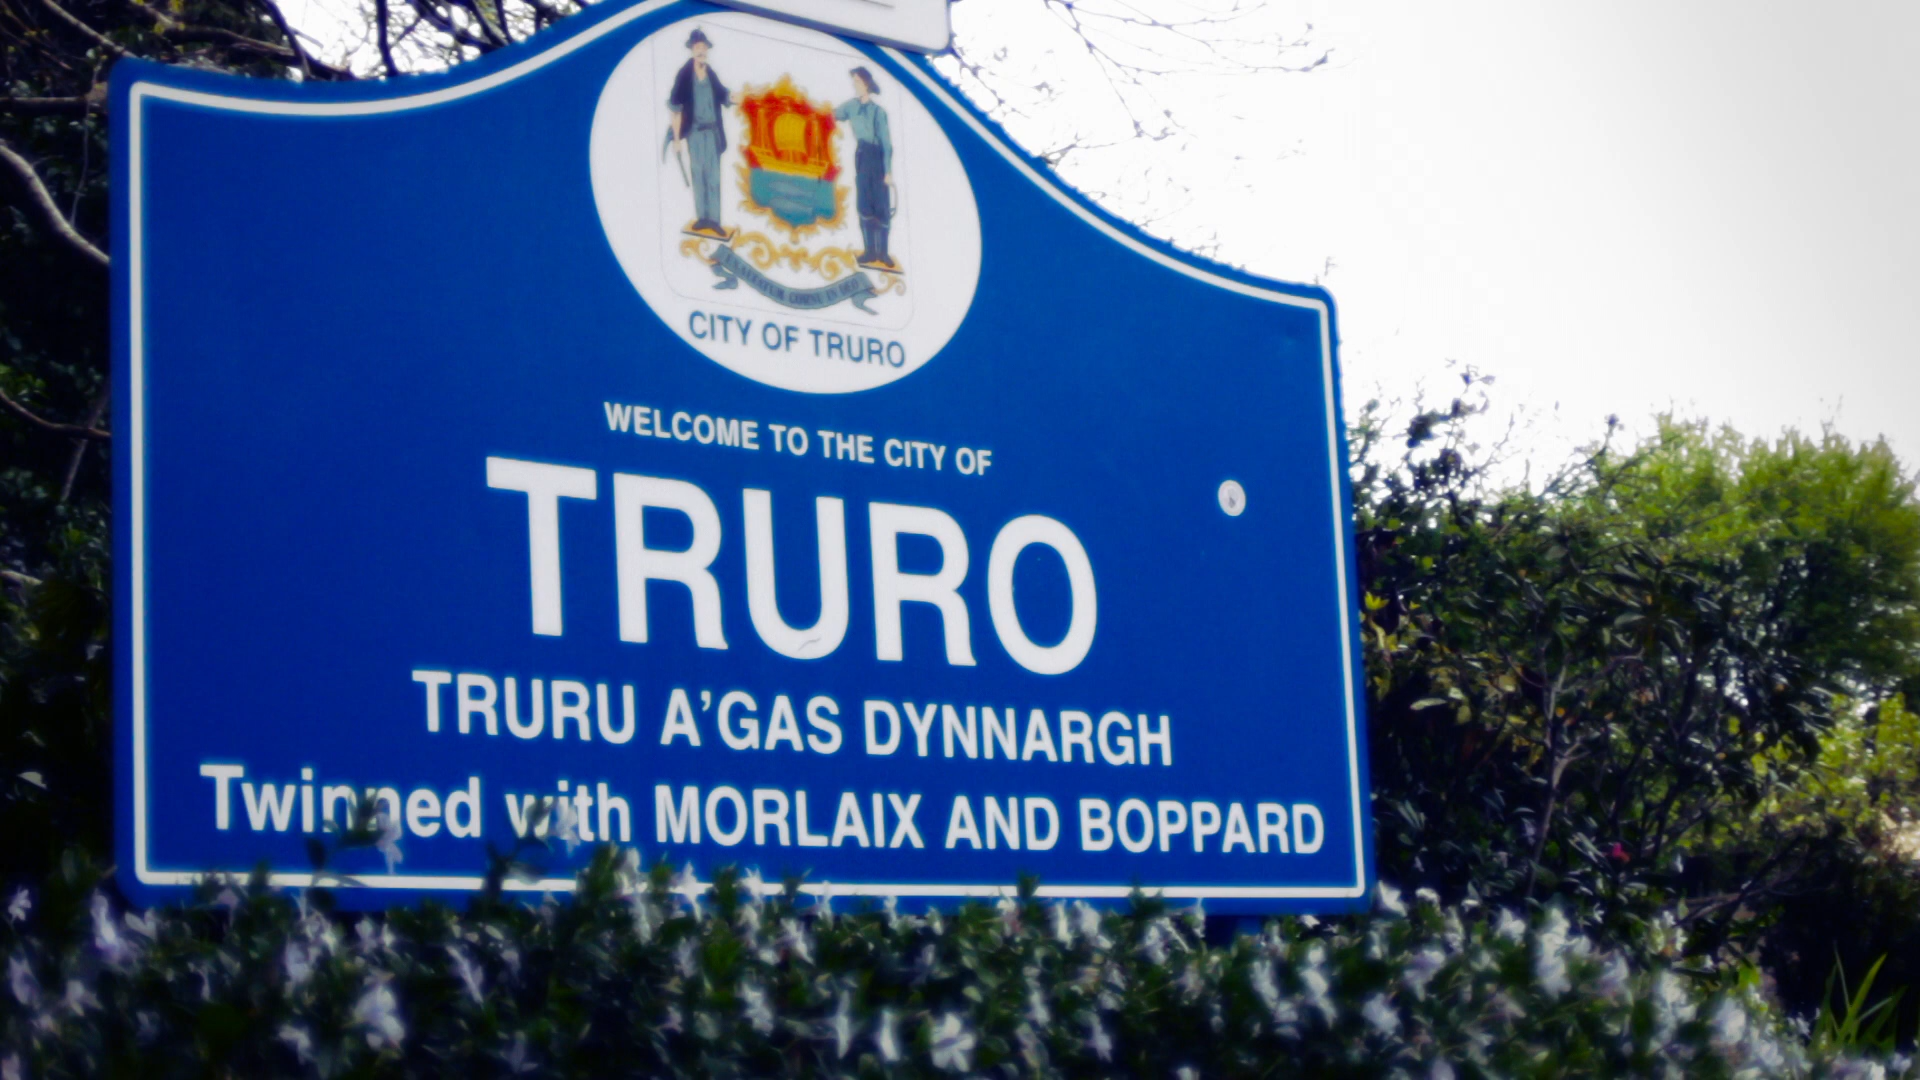 CITY OF TRURO
WELCOME TO THE CITY OF
TRURO
TRURU A'GAS DYNNARGH
Twinned with MORLAIX AND BOPPARD